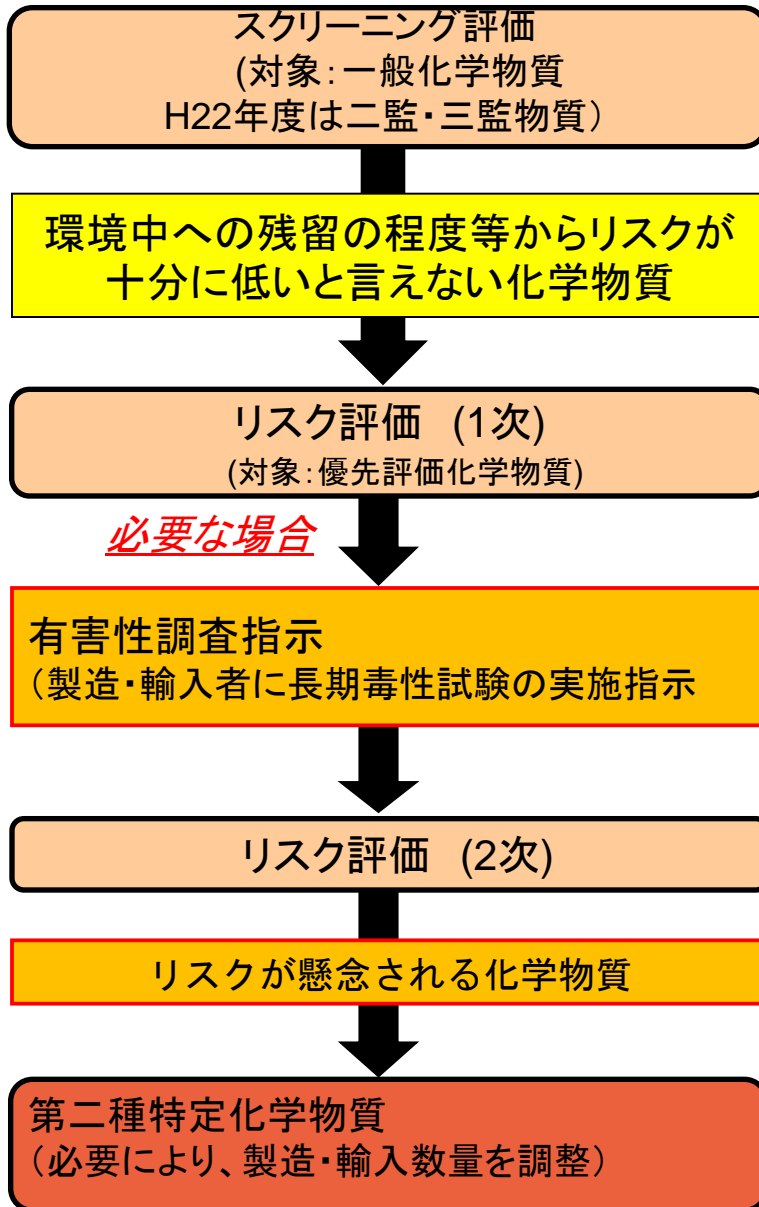 スクリーニング評価
(対象：一般化学物質
H22年度は二監・三監物質）
環境中への残留の程度等からリスクが
十分に低いと言えない化学物質
リスク評価 (1次)
(対象：優先評価化学物質)
必要な場合
有害性調査指示
（製造・輸入者に長期毒性試験の実施指示
リスク評価 (2次)
リスクが懸念される化学物質
第二種特定化学物質
（必要により、製造・輸入数量を調整）